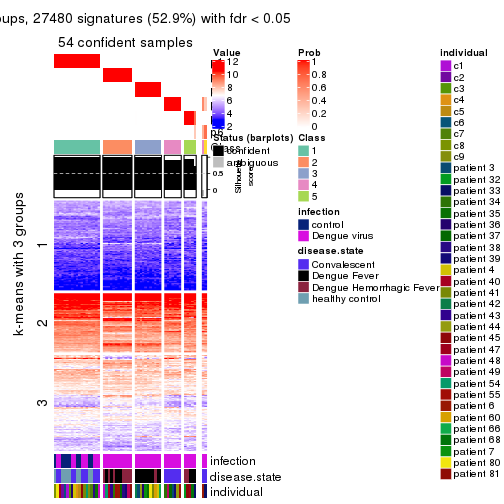 oups, 27480 signatures (52.9%) with fdr < 0.05
54 confident samples
k-means with 3 groups
1
2
3
Value
12
10
8
6
4
2
Status (barplots)
confident
ambiguous
0.5
0
Silhouette
score
Prob
1
0.8
0.6
0.4
0.2
0
Class
1
2
3
4
5
infection
control
Dengue virus
disease.state
Convalescent
Dengue Fever
Dengue Hemorrhagic Fever
healthy control
infection
disease.state
individual
individual
c1
c2
c3
c4
c5
c6
c7
c8
c9
patient 3
patient 32
patient 33
patient 34
patient 35
patient 36
patient 37
patient 38
patient 39
patient 4
patient 40
patient 41
patient 42
patient 43
patient 44
patient 45
patient 47
patient 48
patient 49
patient 54
patient 55
patient 6
patient 60
patient 66
patient 68
patient 7
patient 80
patient 81